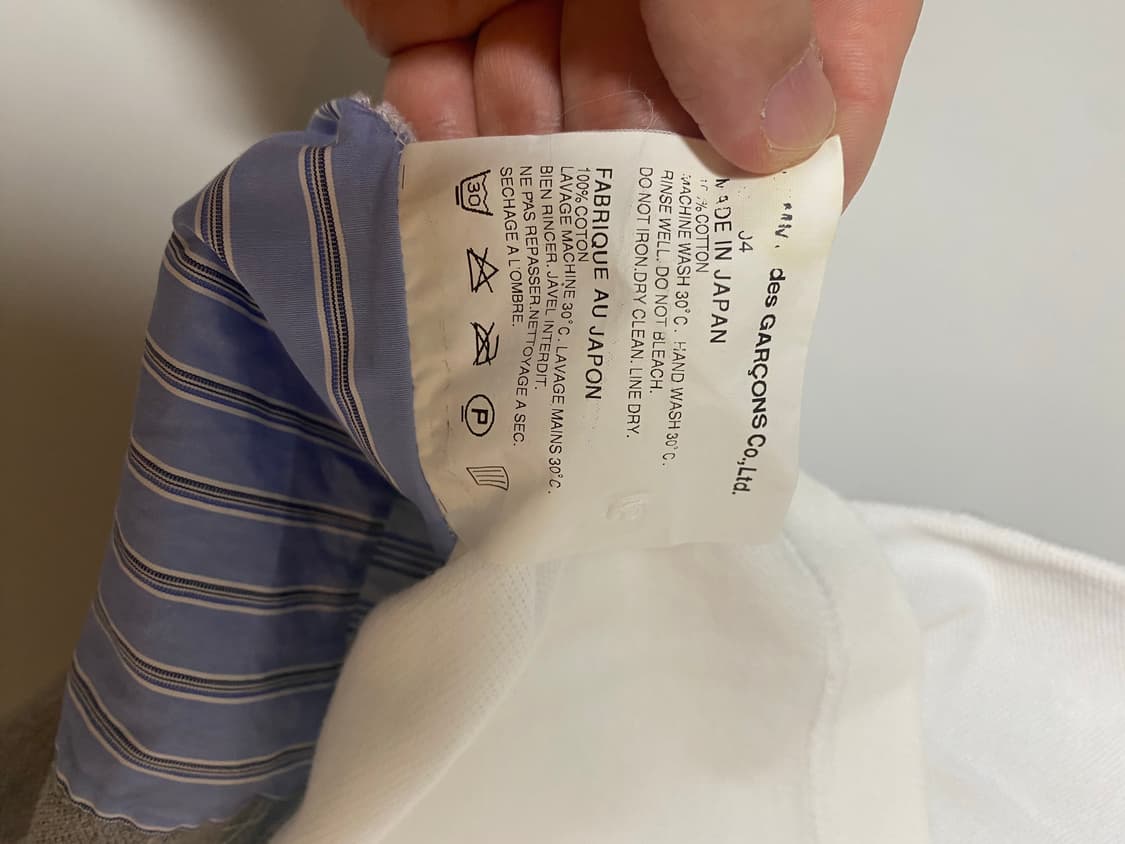 des GARÇONS Co.,Ltd.
J4
MADE IN JAPAN
% COTTON
MACHINE WASH 30°C. HAND WASH 30°C.
RINSE WELL. DO NOT BLEACH.
DO NOT IRON.DRY CLEAN. LINE DRY.
FABRIQUE AU JAPON
100% COTON
LAVAGE MACHINE 30°C. LAVAGE MAINS 30°C.
BIEN RINCER. JAVEL INTERDIT.
NE PAS REPASSER.NETTOYAGE A SEC.
SECHAGE A L'OMBRE.
30
P